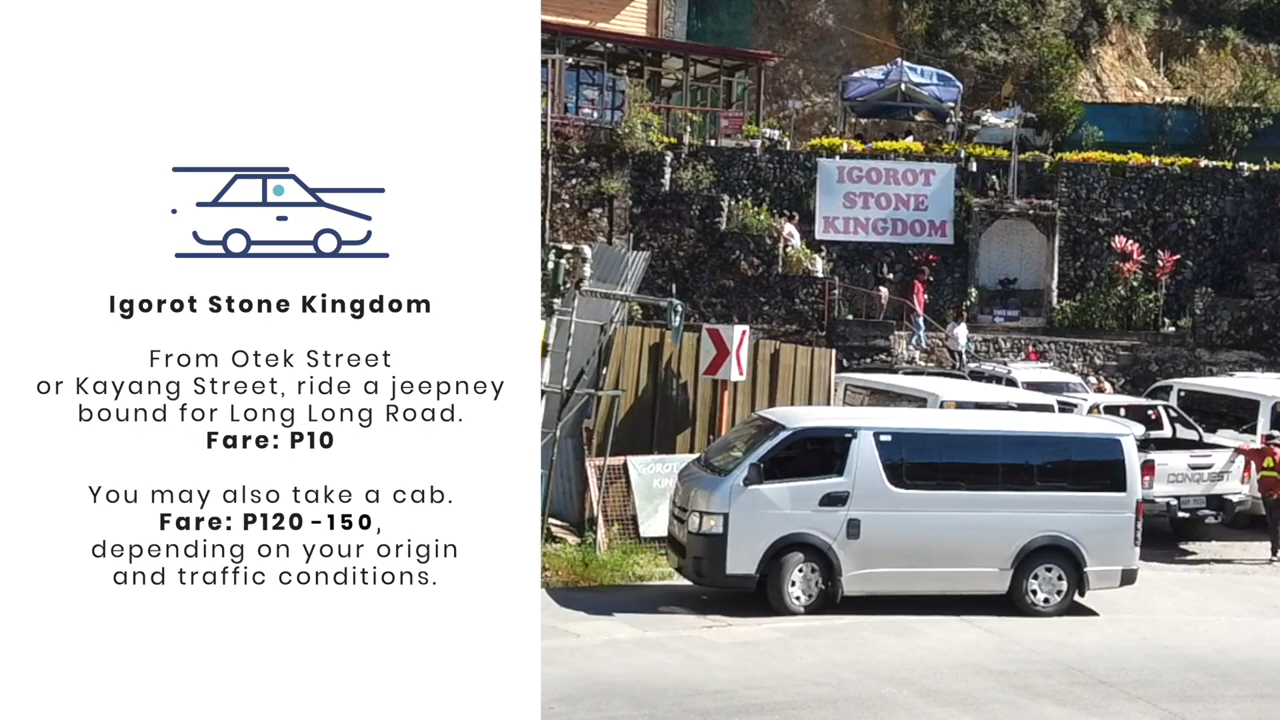 Igorot Stone Kingdom
From Otek Street
or Kayang Street, ride a jeepney
bound for Long Long Road.
Fare: P10
You may also take a cab.
Fare: P120-150,
depending on your origin
and traffic conditions.
IGOROT
STONE
KINGDOM
CONQUEST